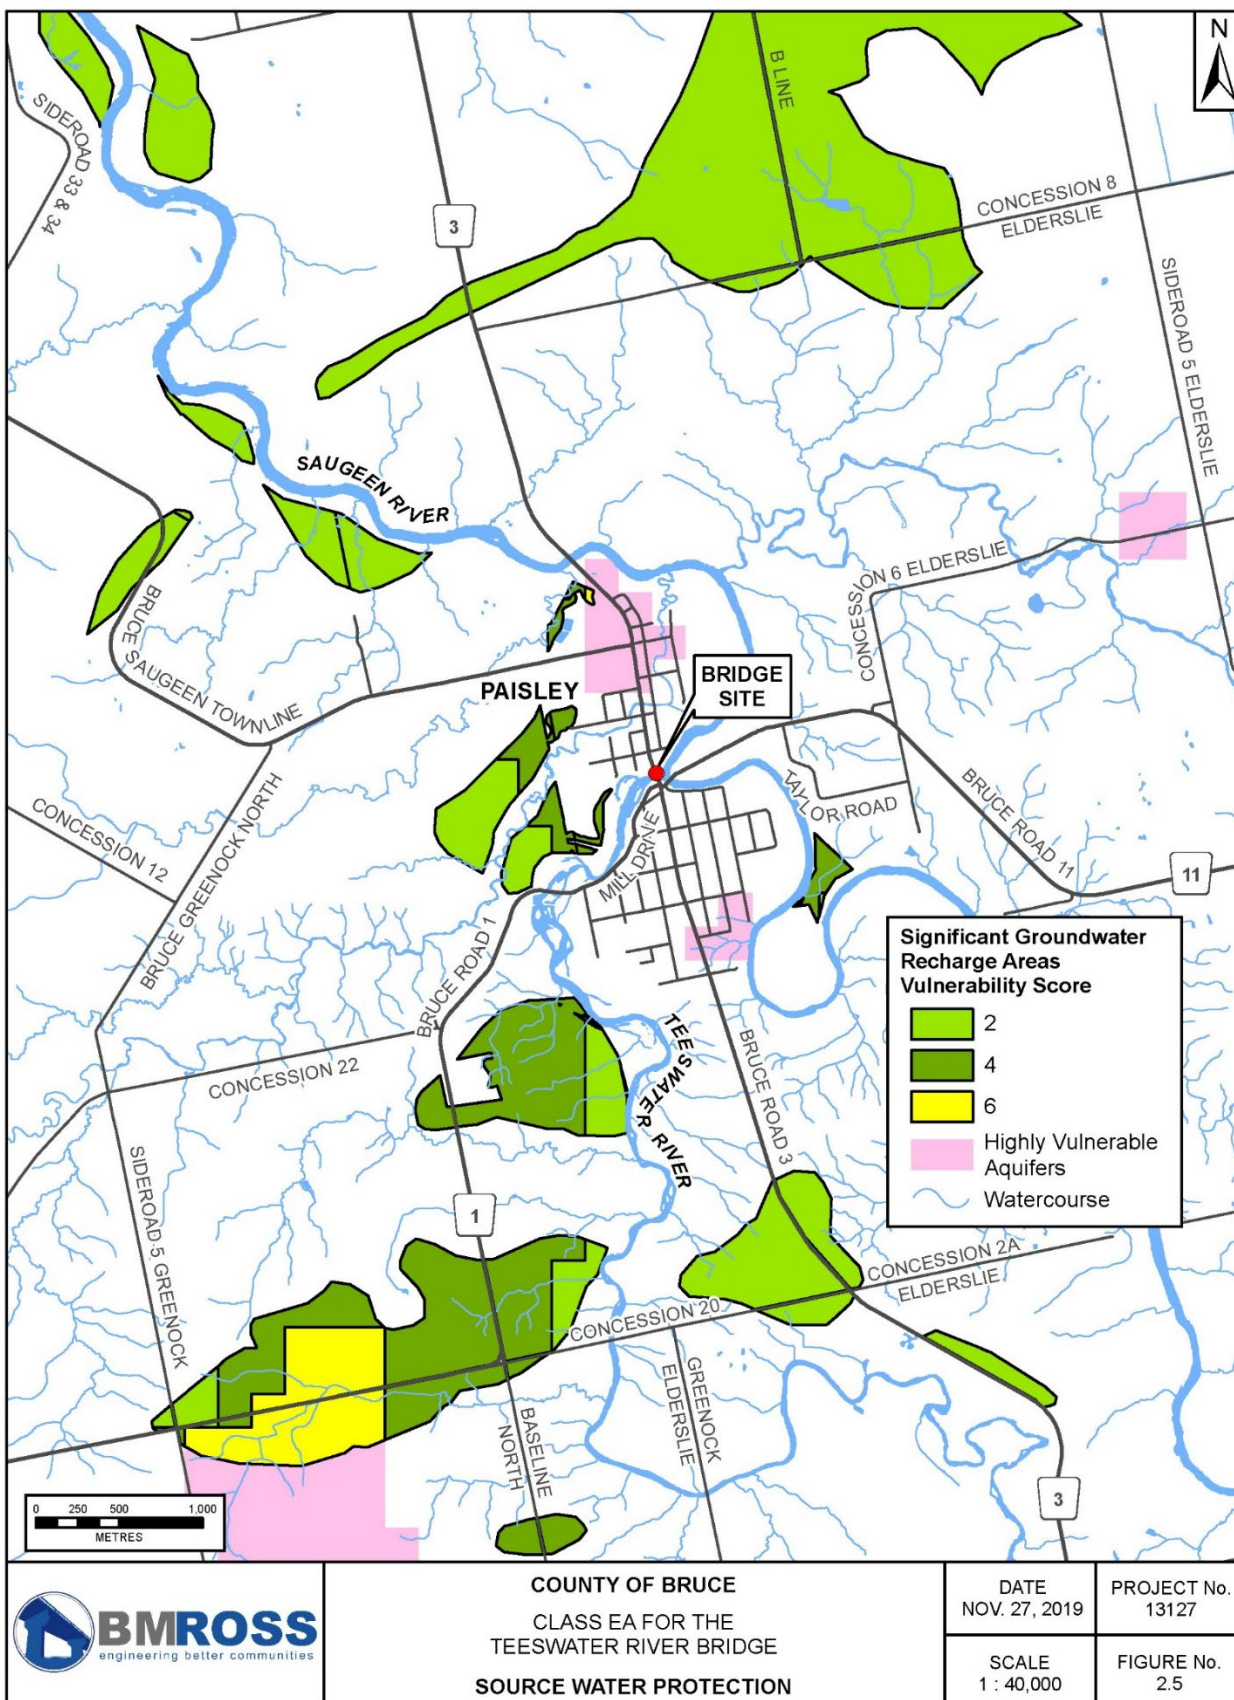 N
B LINE
SIDEROAD 33 & 34
3
CONCESSION 8
ELDERSLIE
SIDEROAD 5 ELDERSLIE
SAUGEEN RIVER
CONCESSION 6 ELDERSLIE
BRUCE SAUGEEN TOWNLINE
PAISLEY
BRIDGE
SITE
TAYLOR ROAD
BRUCE ROAD 11
11
CONCESSION 12
BRUCE GREENOCK NORTH
MILL DRIVE
BRUCE ROAD 1
CONCESSION 22
TEESWATER RIVER
BRUCE ROAD 3
Significant Groundwater
Recharge Areas
Vulnerability Score
2
4
6
Highly Vulnerable
Aquifers
Watercourse
SIDEROAD 5 GREENOCK
1
CONCESSION 2A
ELDERSLIE
CONCESSION 20
GREENOCK
ELDERSLIE
BASELINE
NORTH
3
0 250 500 1,000
METRES
BMROSS
engineering better communities
COUNTY OF BRUCE
CLASS EA FOR THE
TEESWATER RIVER BRIDGE
SOURCE WATER PROTECTION
DATE
NOV. 27, 2019
PROJECT No.
13127
SCALE
1 : 40,000
FIGURE No.
2.5